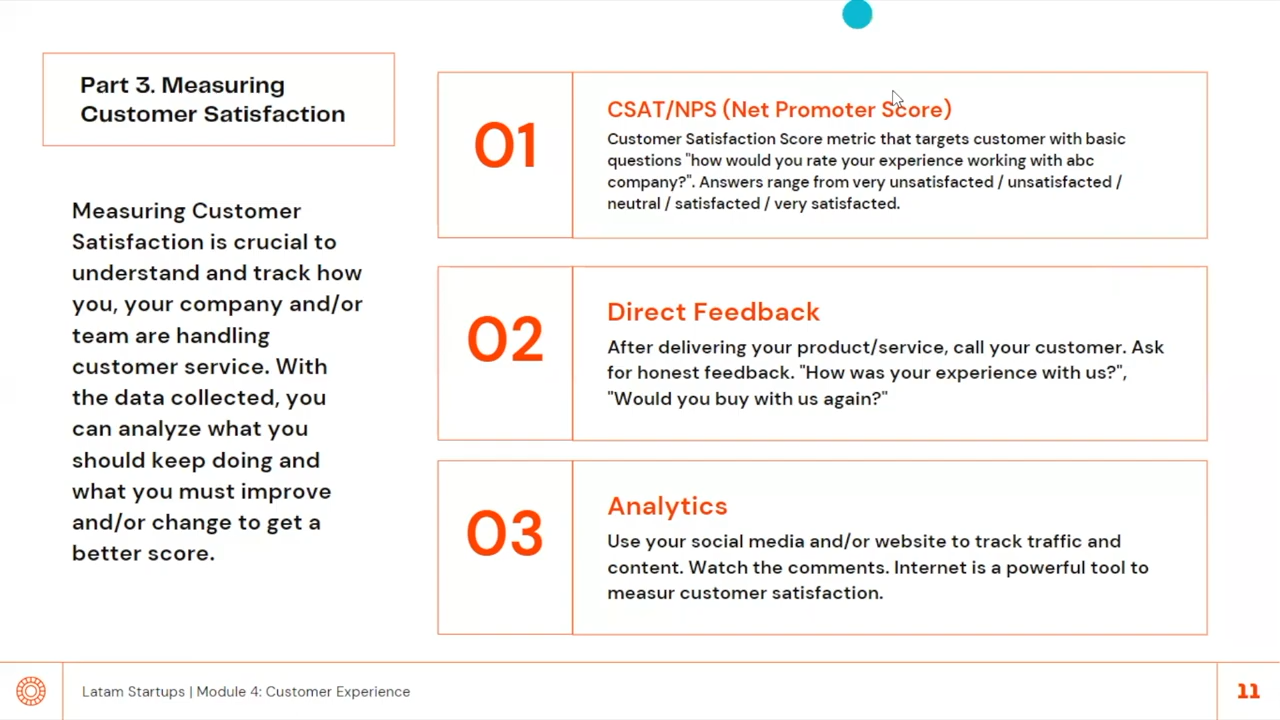 Part 3. Measuring
Customer Satisfaction
Measuring Customer
Satisfaction is crucial to
understand and track how
you, your company and/or
team are handling
customer service. With
the data collected, you
can analyze what you
should keep doing and
what you must improve
and/or change to get a
better score.
01
CSAT/NPS (Net Promoter Score)
Customer Satisfaction Score metric that targets customer with basic
questions "how would you rate your experience working with abc
company?". Answers range from very unsatisfacted / unsatisfacted /
neutral / satisfacted / very satisfacted.
02
Direct Feedback
After delivering your product/service, call your customer. Ask
for honest feedback. "How was your experience with us?",
"Would you buy with us again?"
03
Analytics
Use your social media and/or website to track traffic and
content. Watch the comments. Internet is a powerful tool to
measur customer satisfaction.
Latam Startups | Module 4: Customer Experience
11